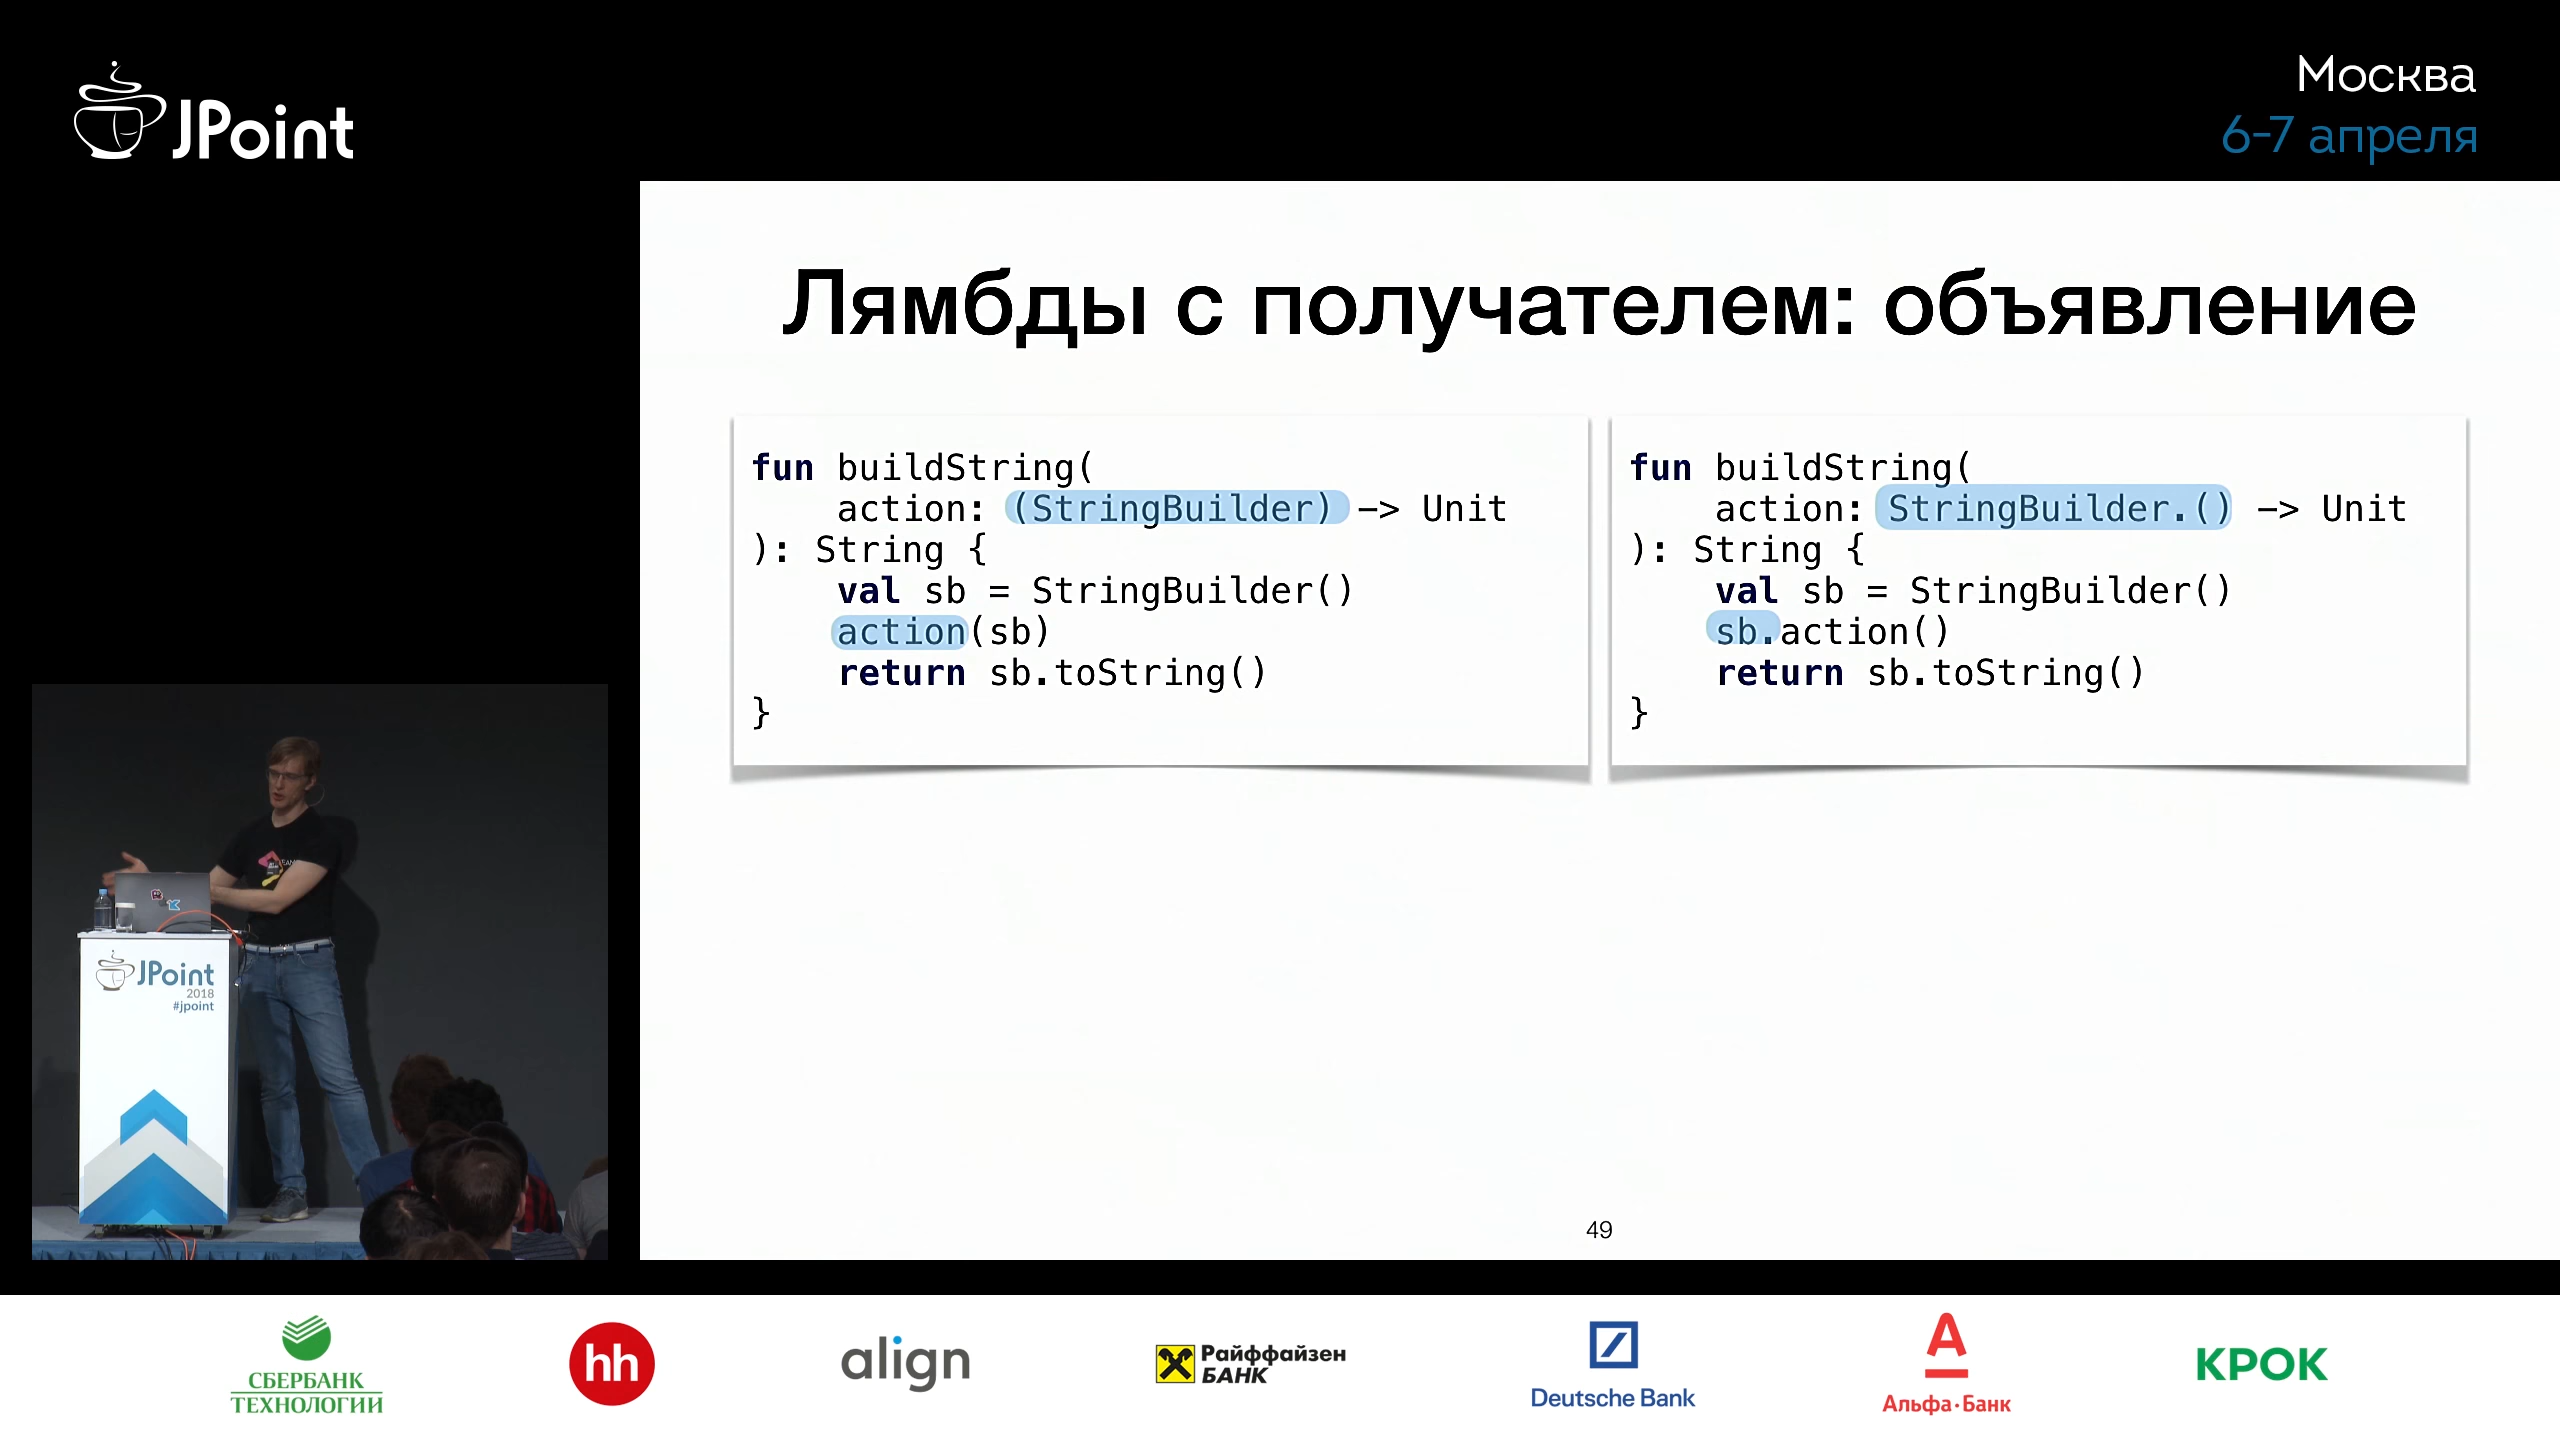 JPoint
Москва
6-7 апреля
Лямбды с получателем: объявление
fun buildString(
    action: (StringBuilder) -> Unit
): String {
    val sb = StringBuilder()
    action(sb)
    return sb.toString()
}
fun buildString(
    action: StringBuilder.() -> Unit
): String {
    val sb = StringBuilder()
    sb.action()
    return sb.toString()
}
49
JPoint
2018
#jpoint
СБЕРБАНК
ТЕХНОЛОГИИ
hh
align
Райффайзен
БАНК
Deutsche Bank
А
Альфа·Банк
КРОК